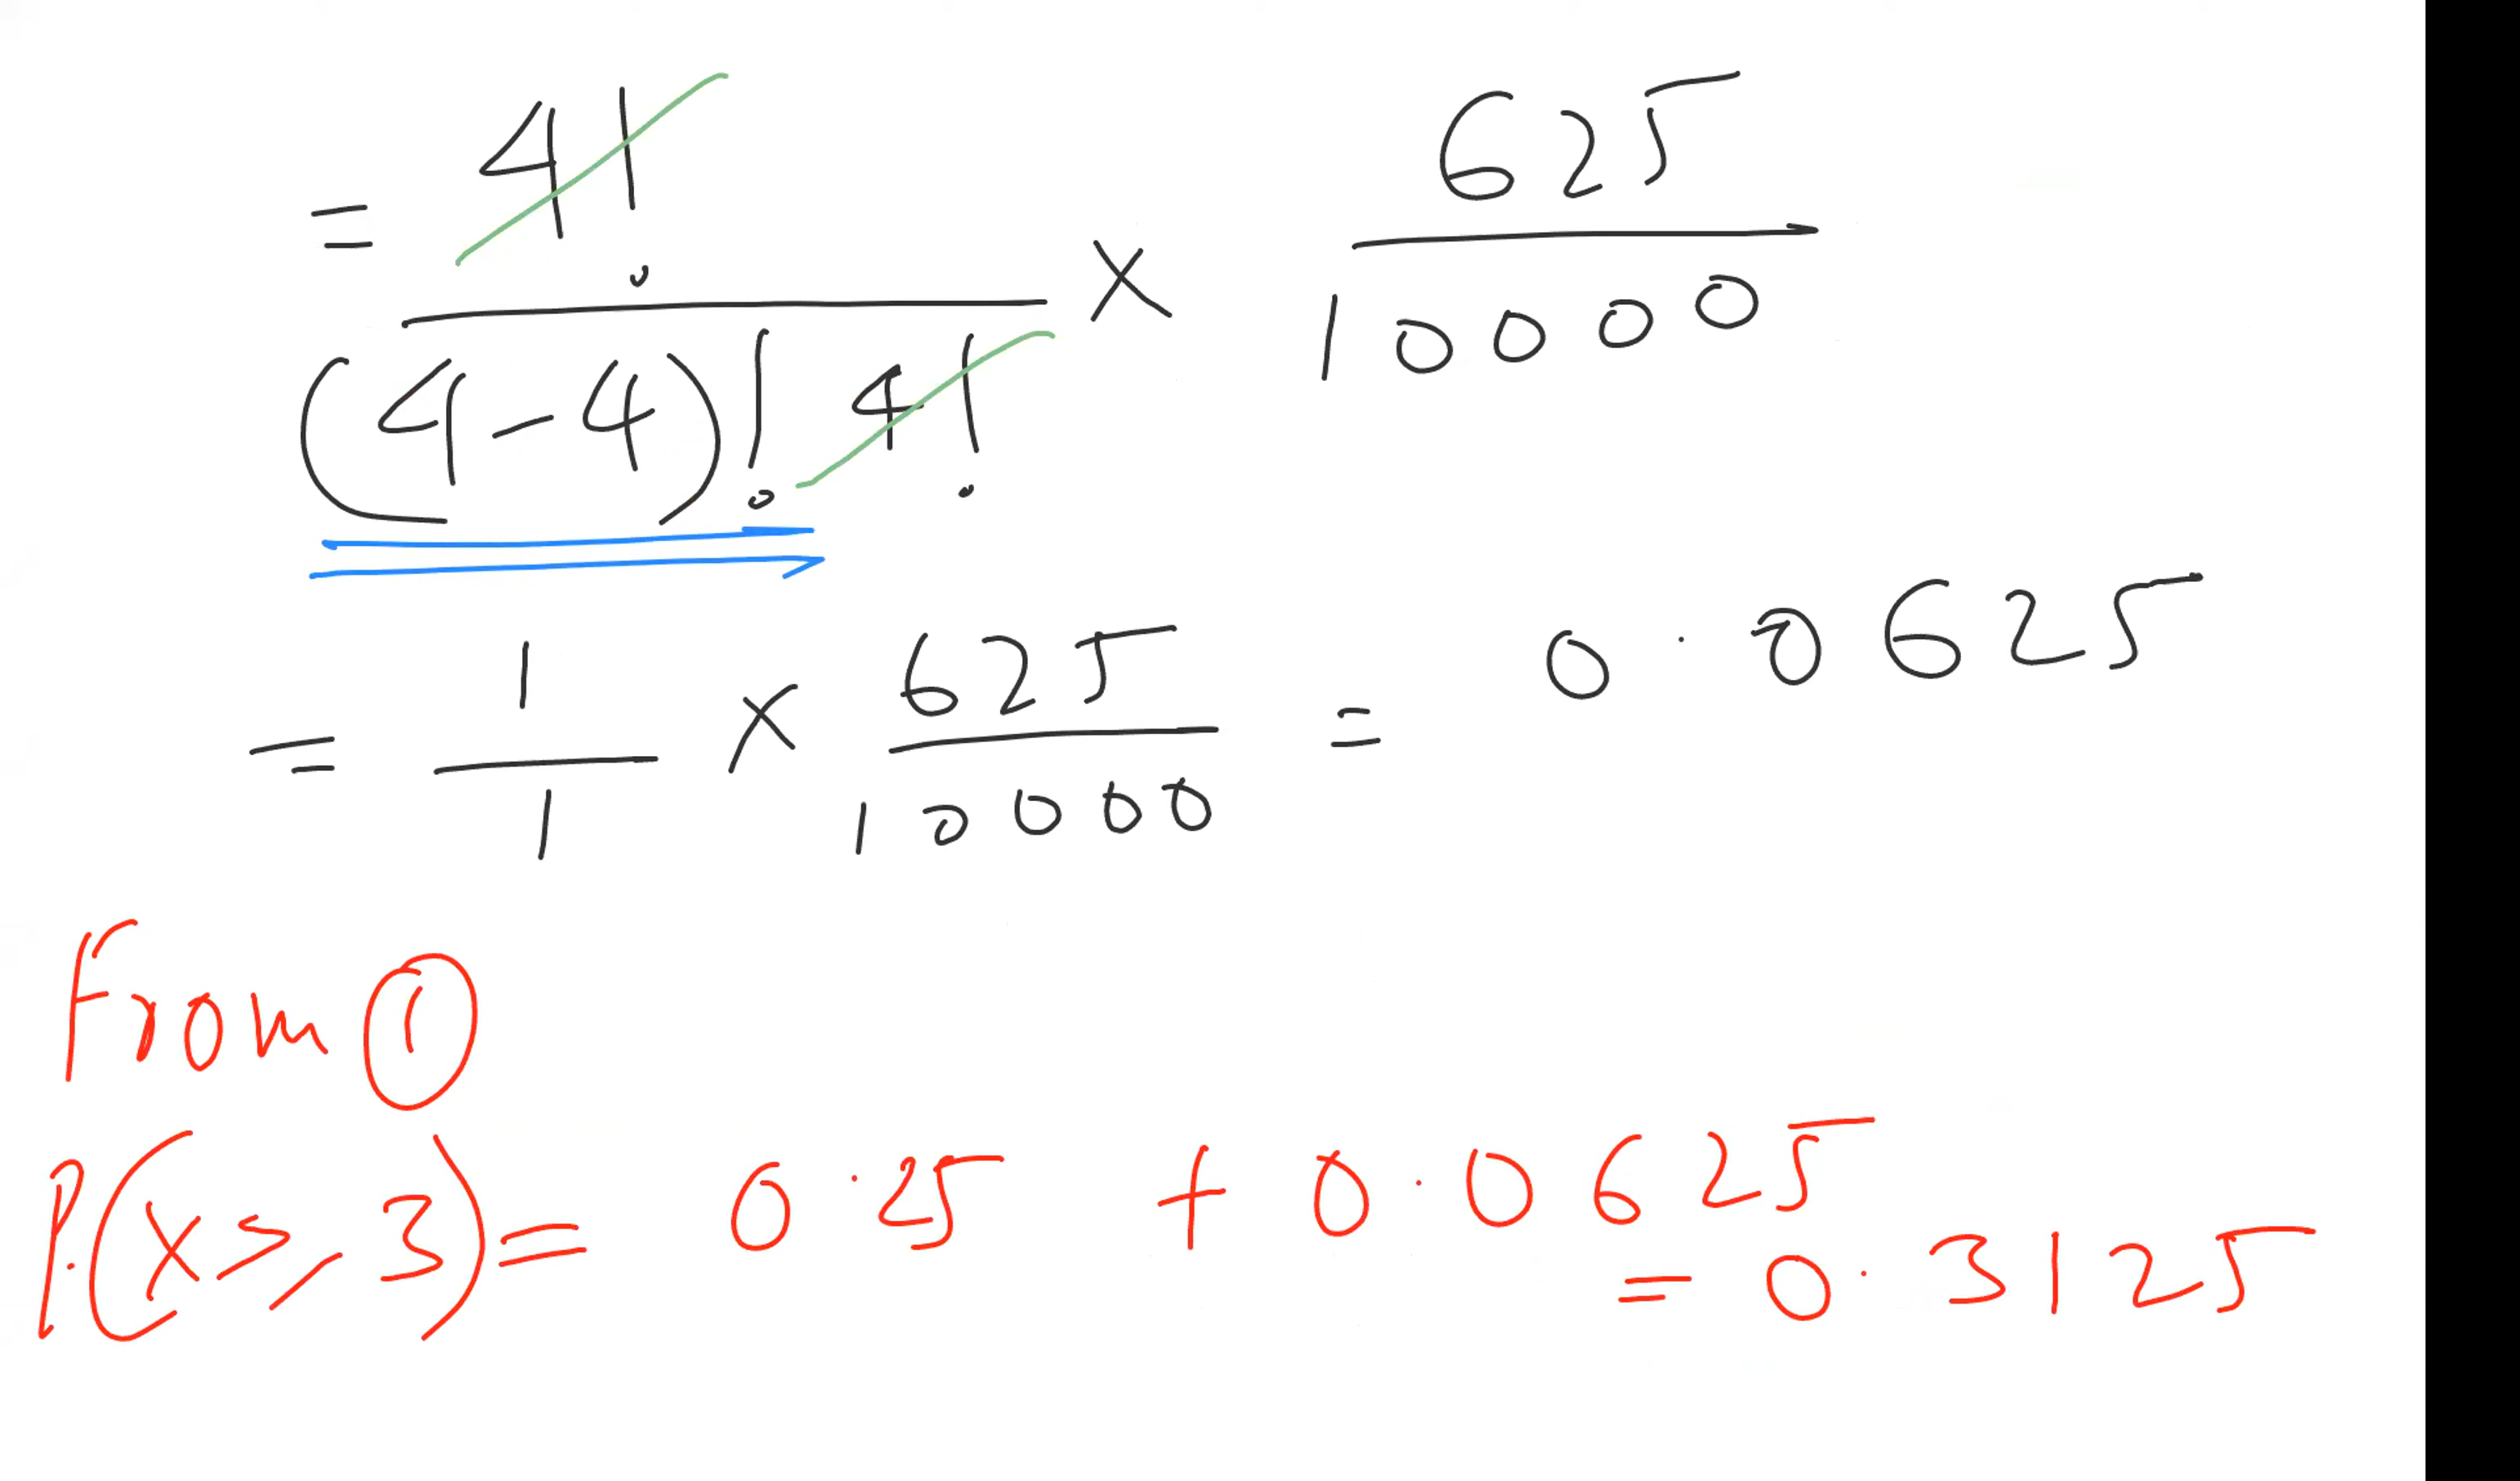 = 4! / (4-4)! 4! × 625 / 10000
= 1 / 1 × 625 / 10000 = 0.0625
From ①
P(x ≥ 3) = 0.25 + 0.0625
= 0.3125